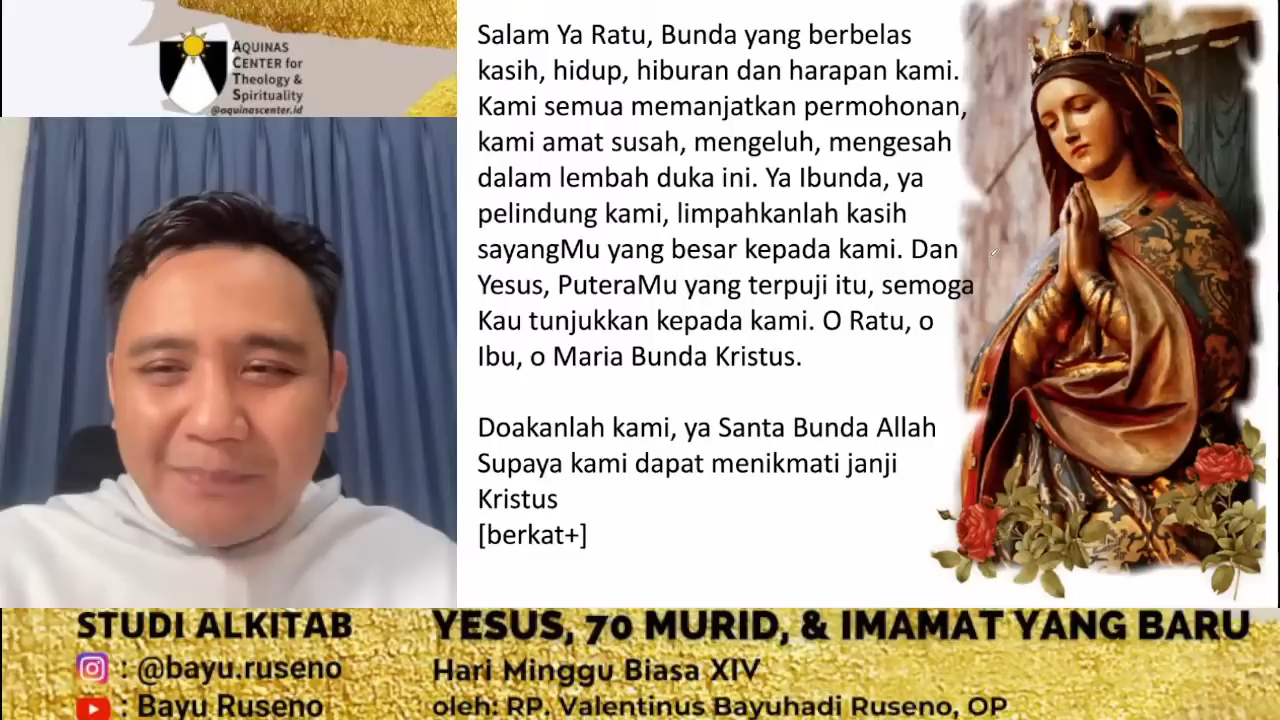 AQUINAS
CENTER for
Theology &
Spirituality
@aquinascenter.id
Salam Ya Ratu, Bunda yang berbelas
kasih, hidup, hiburan dan harapan kami.
Kami semua memanjatkan permohonan,
kami amat susah, mengeluh, mengesah
dalam lembah duka ini. Ya Ibunda, ya
pelindung kami, limpahkanlah kasih
sayangMu yang besar kepada kami. Dan
Yesus, PuteraMu yang terpuji itu, semoga
Kau tunjukkan kepada kami. O Ratu, o
Ibu, o Maria Bunda Kristus.
Doakanlah kami, ya Santa Bunda Allah
Supaya kami dapat menikmati janji
Kristus
[berkat+]
STUDI ALKITAB
: @bayu.ruseno
: Bayu Ruseno
YESUS, 70 MURID, & IMAMAT YANG BARU
Hari Minggu Biasa XIV
oleh: RP. Valentinus Bayuhadi Ruseno, OP